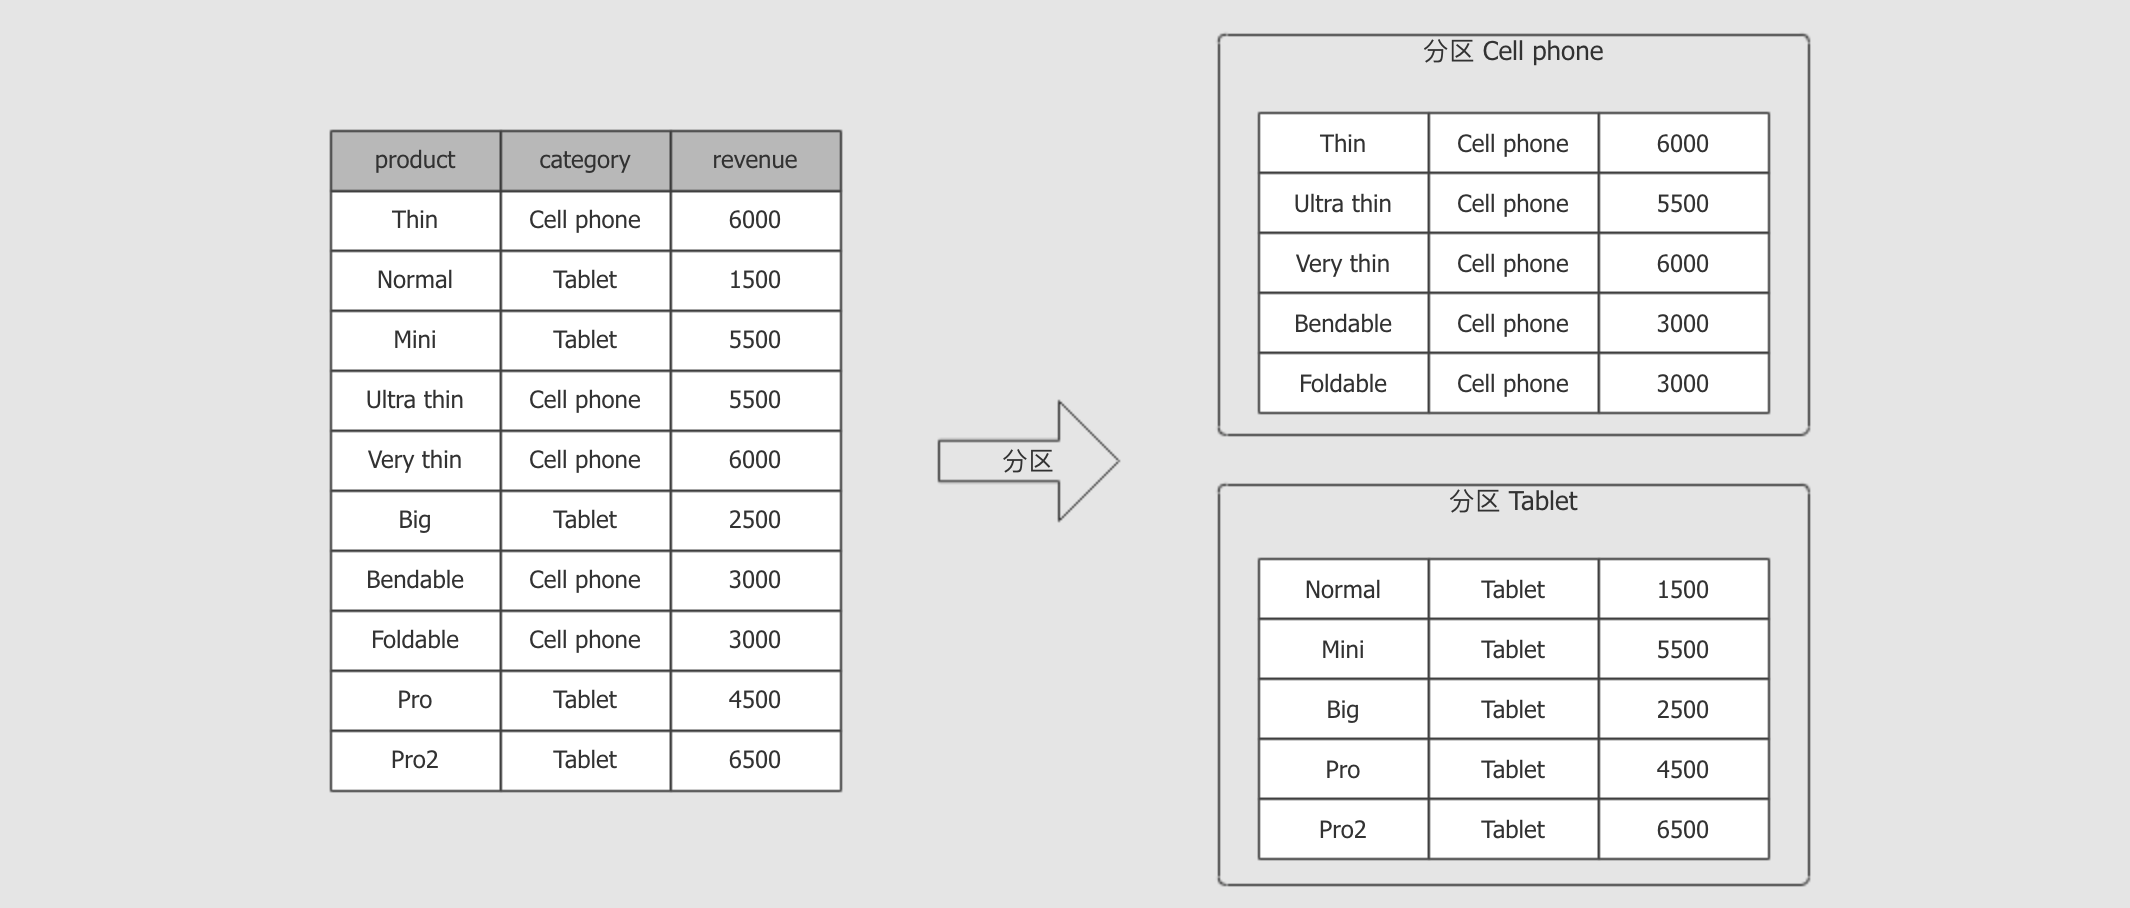 product category revenue
Thin Cell phone 6000
Normal Tablet 1500
Mini Tablet 5500
Ultra thin Cell phone 5500
Very thin Cell phone 6000
Big Tablet 2500
Bendable Cell phone 3000
Foldable Cell phone 3000
Pro Tablet 4500
Pro2 Tablet 6500
分区
分区 Cell phone
Thin Cell phone 6000
Ultra thin Cell phone 5500
Very thin Cell phone 6000
Bendable Cell phone 3000
Foldable Cell phone 3000
分区 Tablet
Normal Tablet 1500
Mini Tablet 5500
Big Tablet 2500
Pro Tablet 4500
Pro2 Tablet 6500